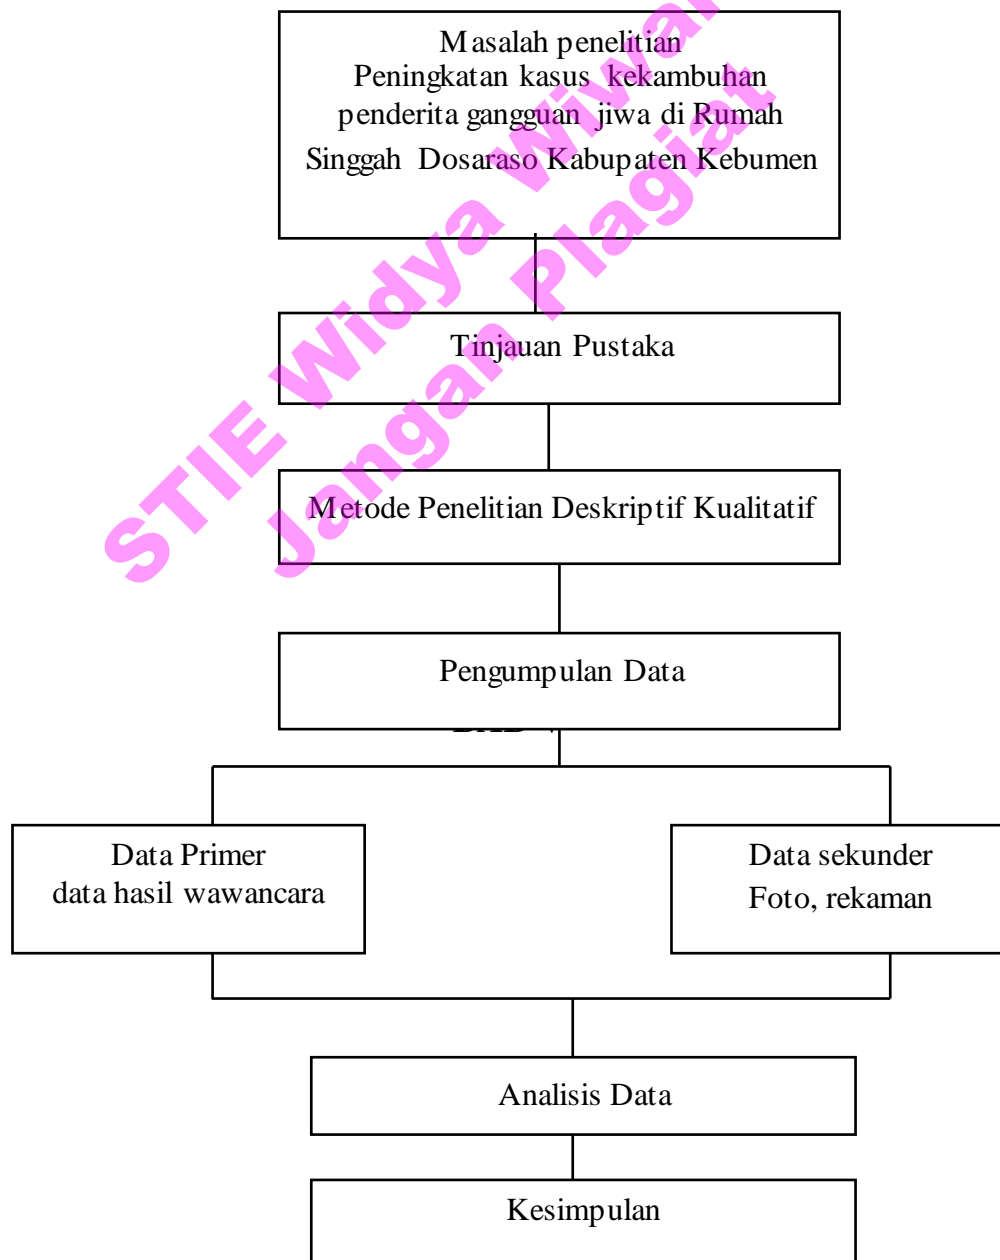 Masalah penelitian
Peningkatan kasus kekambuhan
penderita gangguan jiwa di Rumah
Singgah Dosaraso Kabupaten Kebumen
Tinjauan Pustaka
Metode Penelitian Deskriptif Kualitatif
Pengumpulan Data
Data Primer
data hasil wawancara
Data sekunder
Foto, rekaman
Analisis Data
Kesimpulan
STIE Widya
Jangan Plagiat